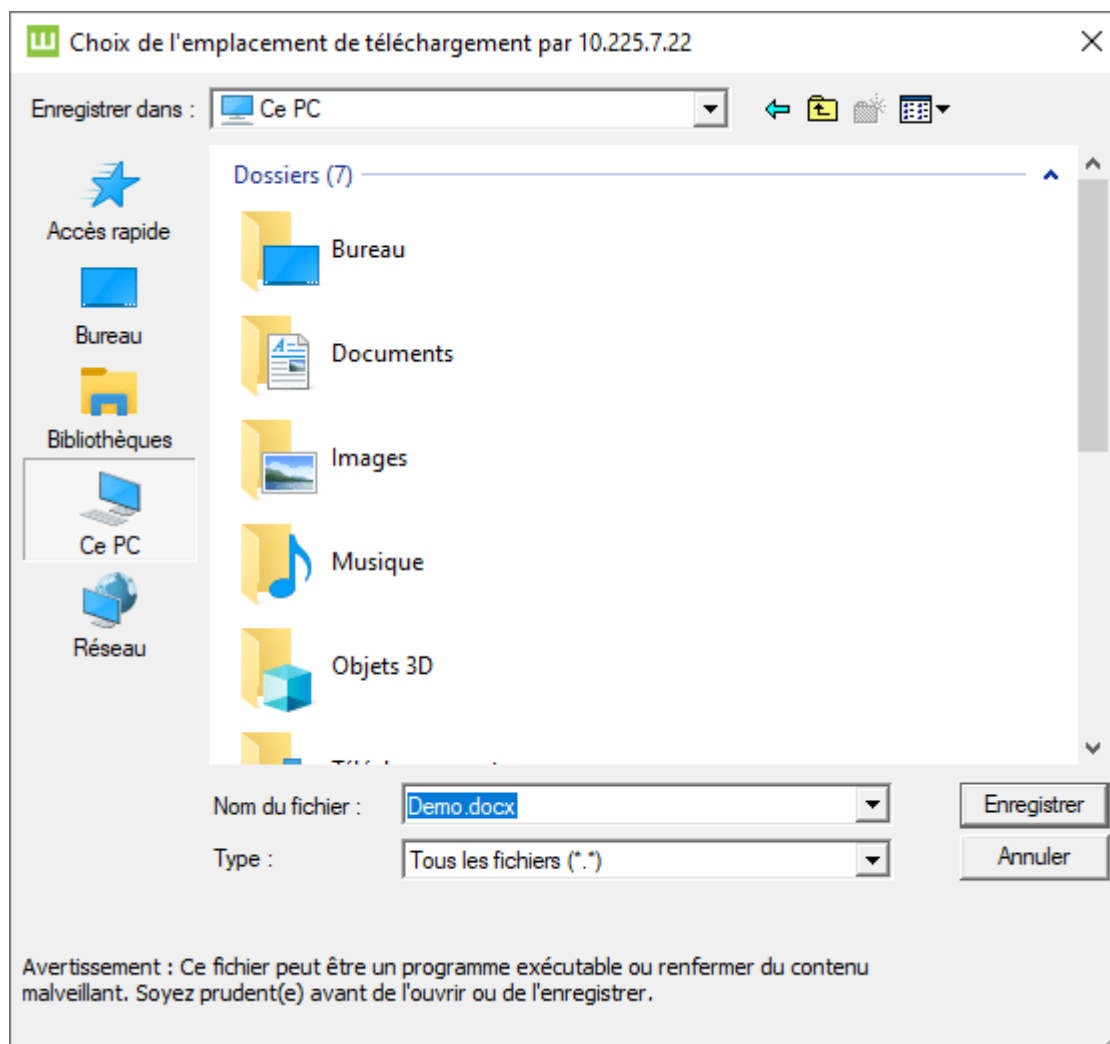 Choix de l'emplacement de téléchargement par 10.225.7.22
Enregistrer dans :
Ce PC
Dossiers (7)
Accès rapide
Bureau
Bureau
Documents
Bibliothèques
Images
Ce PC
Musique
Réseau
Objets 3D
Nom du fichier :
Demo.docx
Enregistrer
Type :
Tous les fichiers (*.*)
Annuler
Avertissement : Ce fichier peut être un programme exécutable ou renfermer du contenu
malveillant. Soyez prudent(e) avant de l'ouvrir ou de l'enregistrer.